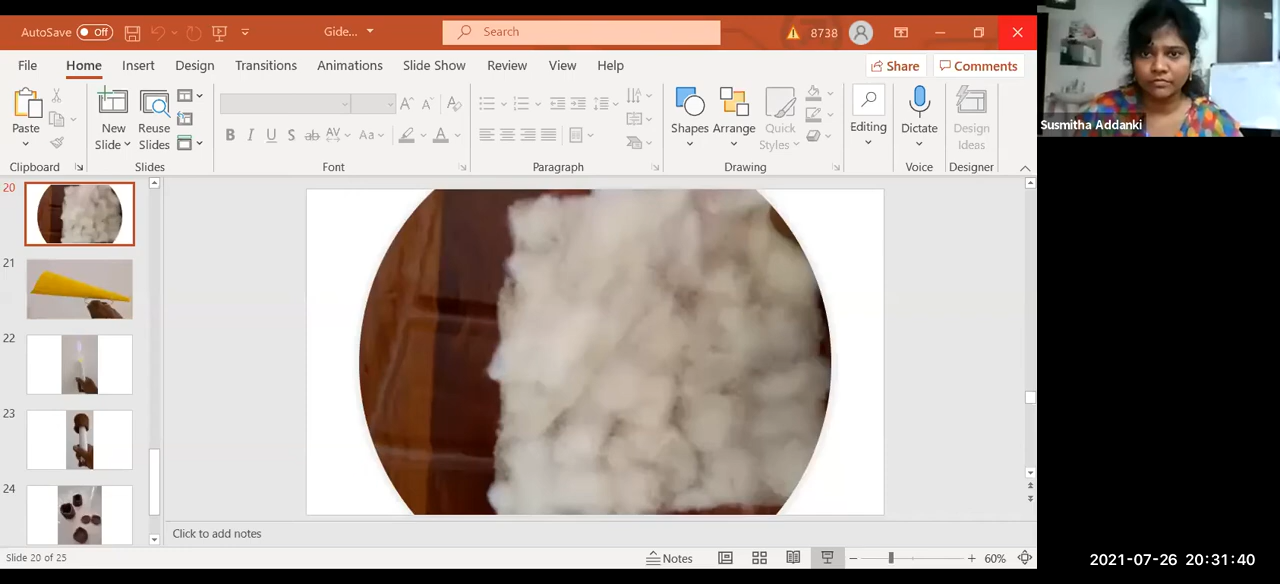 AutoSave Off Gide... Search 8738
File Home Insert Design Transitions Animations Slide Show Review View Help Share Comments
Paste New Slide Reuse Slides B I U S ab AV Aa A Shapes Arrange Quick Styles Editing Dictate Design Ideas
Clipboard Slides Font Paragraph Drawing Voice Designer
Susmitha Addanki
20
21
22
23
24
Click to add notes
Slide 20 of 25 Notes 60%
2021-07-26 20:31:40